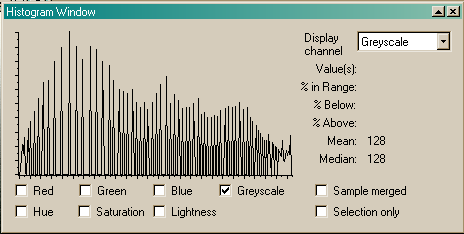 Histogram Window
Display channel Greyscale
Value(s):
% in Range:
% Below:
% Above:
Mean: 128
Median: 128
Red Green Blue Greyscale Sample merged
Hue Saturation Lightness Selection only